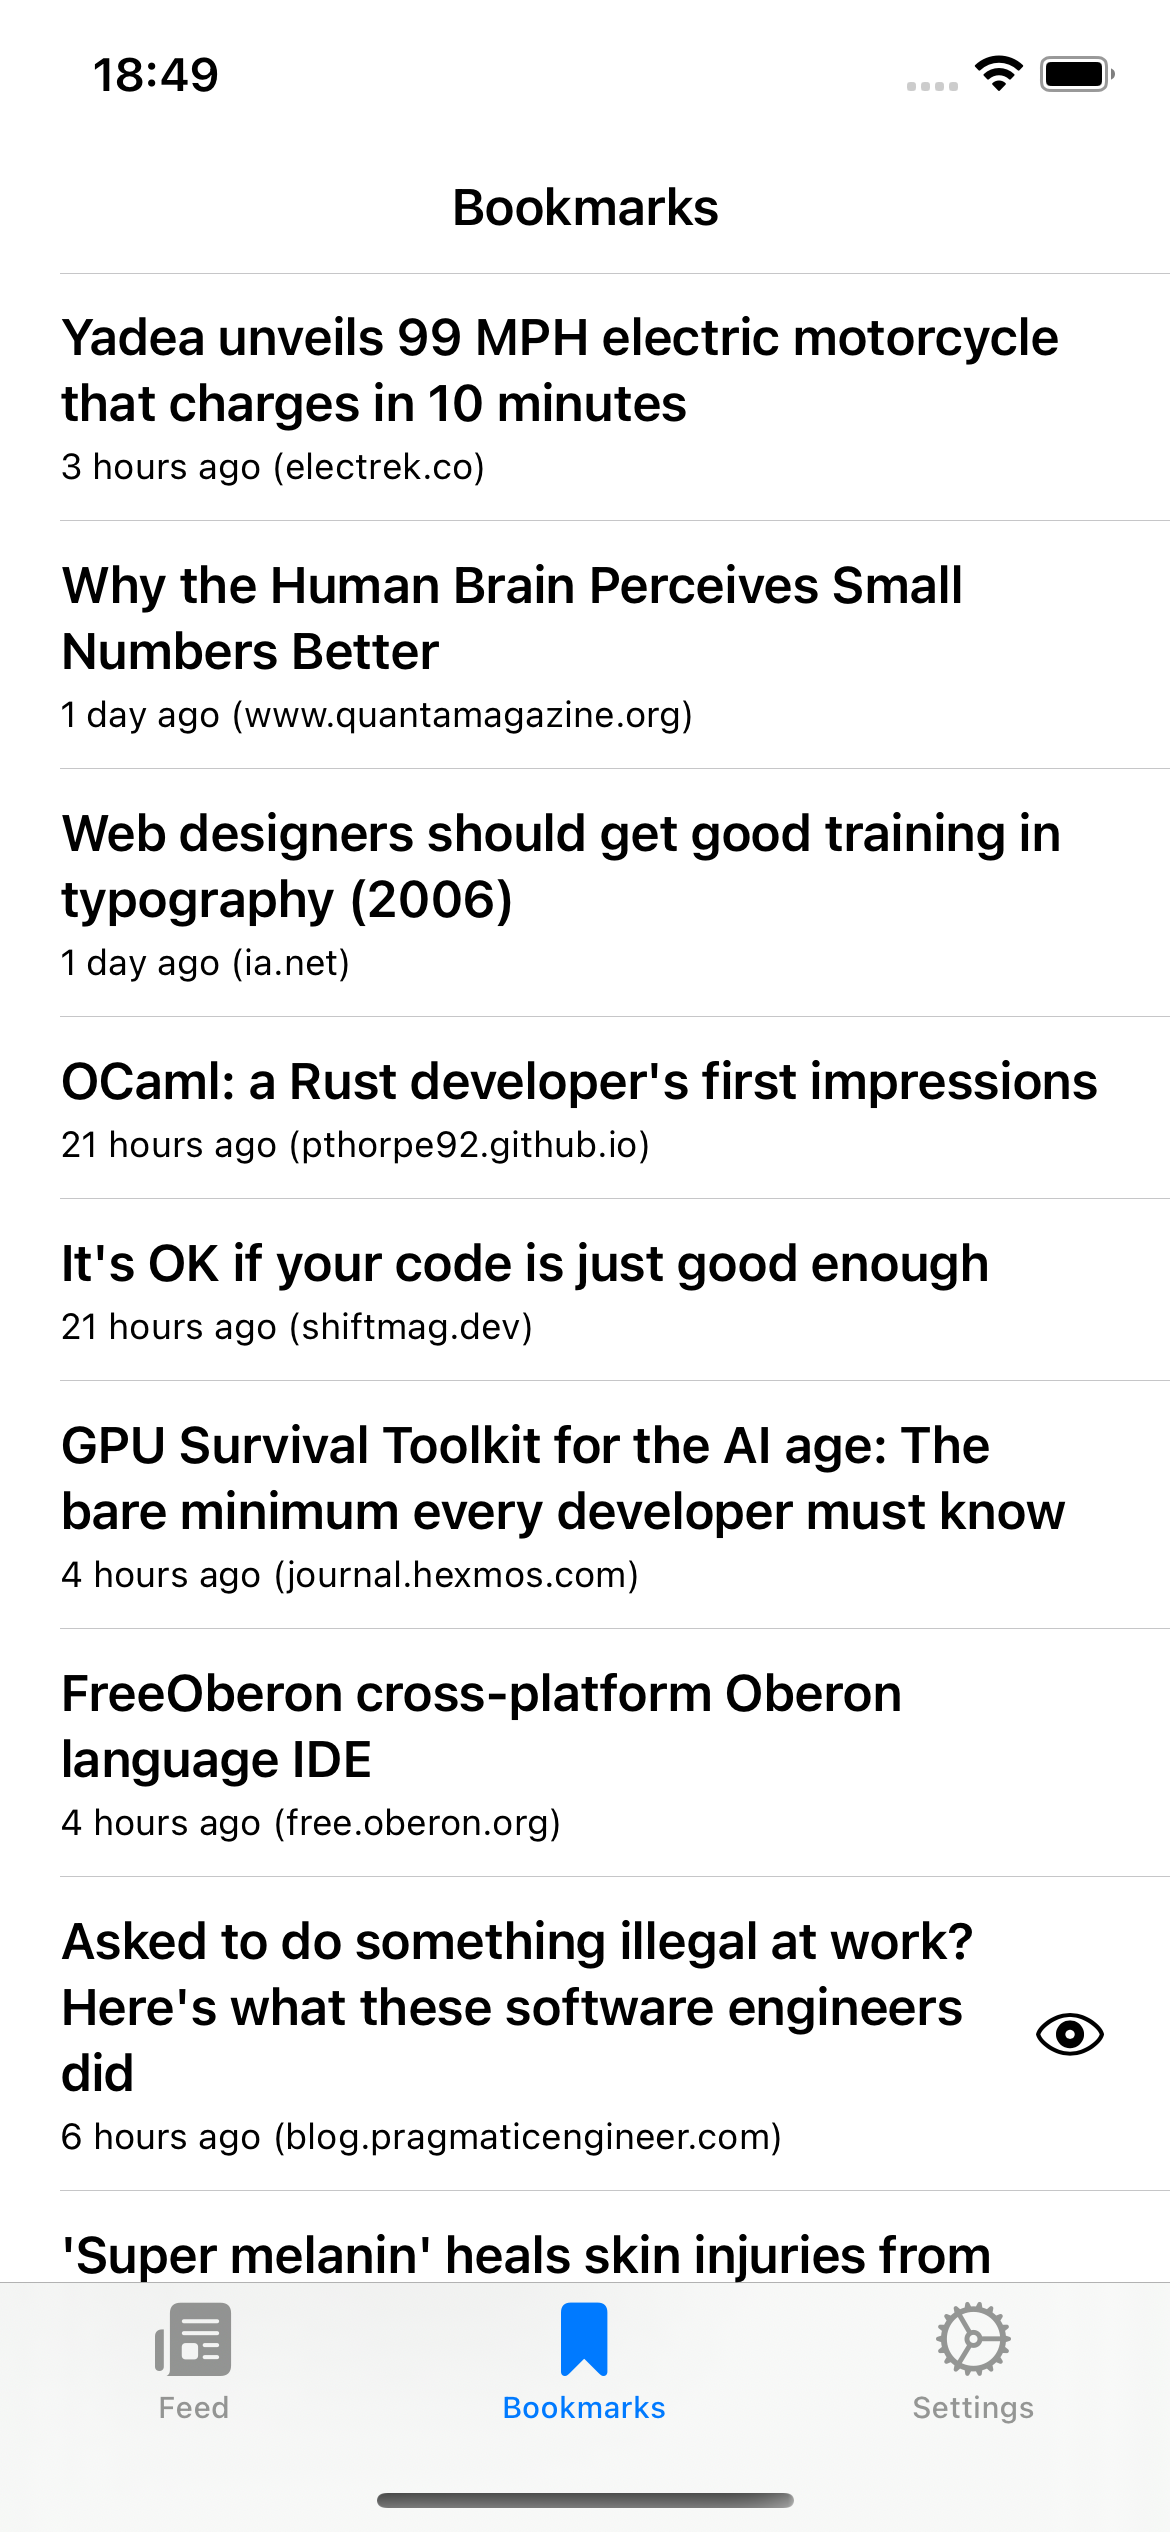 18:49
Bookmarks
Yadea unveils 99 MPH electric motorcycle
that charges in 10 minutes
3 hours ago (electrek.co)
Why the Human Brain Perceives Small
Numbers Better
1 day ago (www.quantamagazine.org)
Web designers should get good training in
typography (2006)
1 day ago (ia.net)
OCaml: a Rust developer's first impressions
21 hours ago (pthorpe92.github.io)
It's OK if your code is just good enough
21 hours ago (shiftmag.dev)
GPU Survival Toolkit for the AI age: The
bare minimum every developer must know
4 hours ago (journal.hexmos.com)
FreeOberon cross-platform Oberon
language IDE
4 hours ago (free.oberon.org)
Asked to do something illegal at work?
Here's what these software engineers
did
6 hours ago (blog.pragmaticengineer.com)
'Super melanin' heals skin injuries from
Feed
Bookmarks
Settings